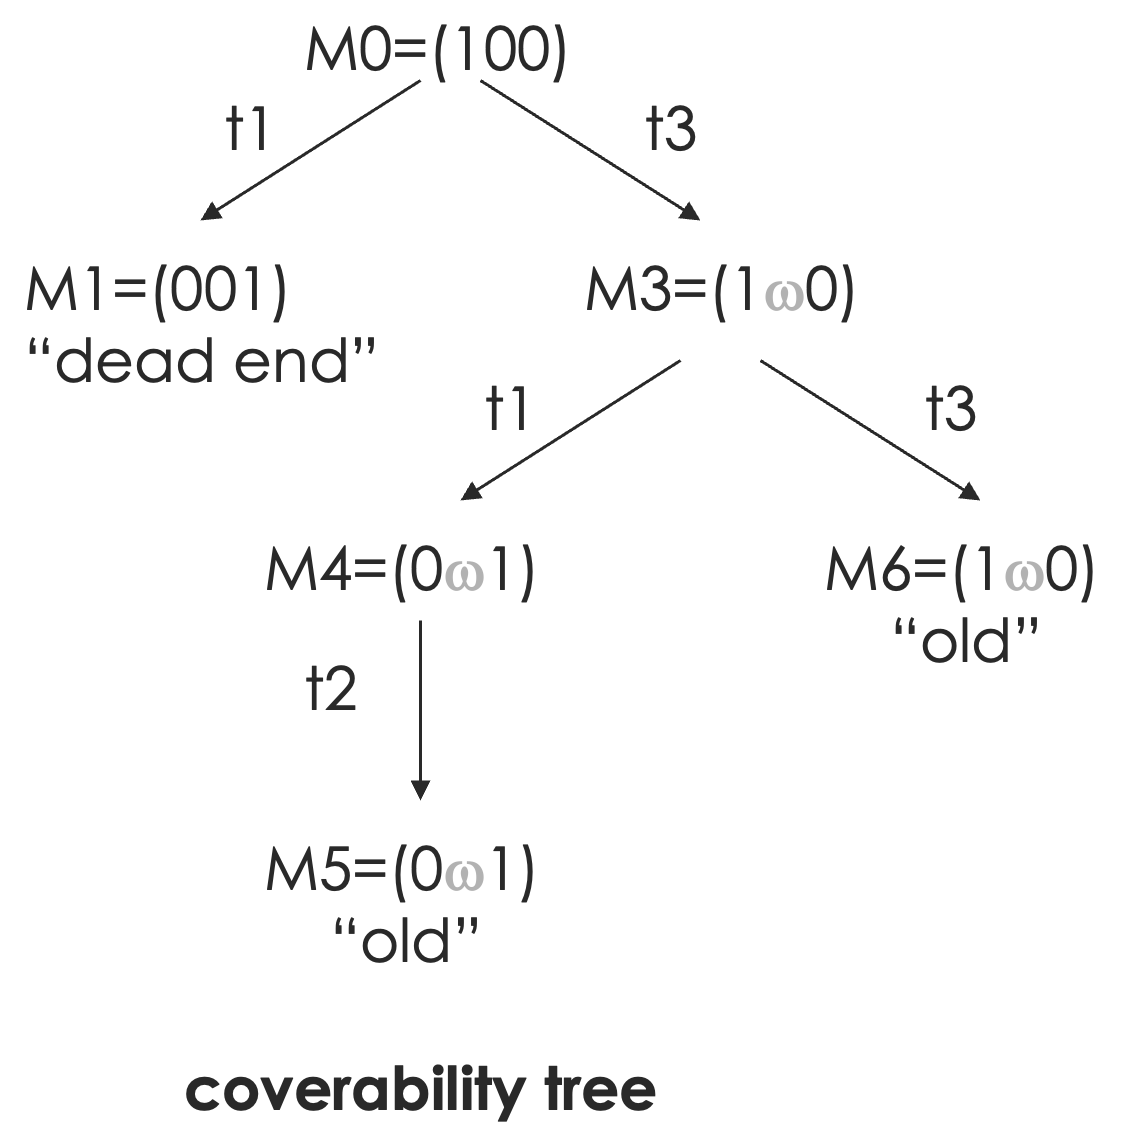 M0=(100)
t1
t3
M1=(001)
“dead end”
M3=(1ω0)
t1
t3
M4=(0ω1)
M6=(1ω0)
“old”
t2
M5=(0ω1)
“old”
coverability tree